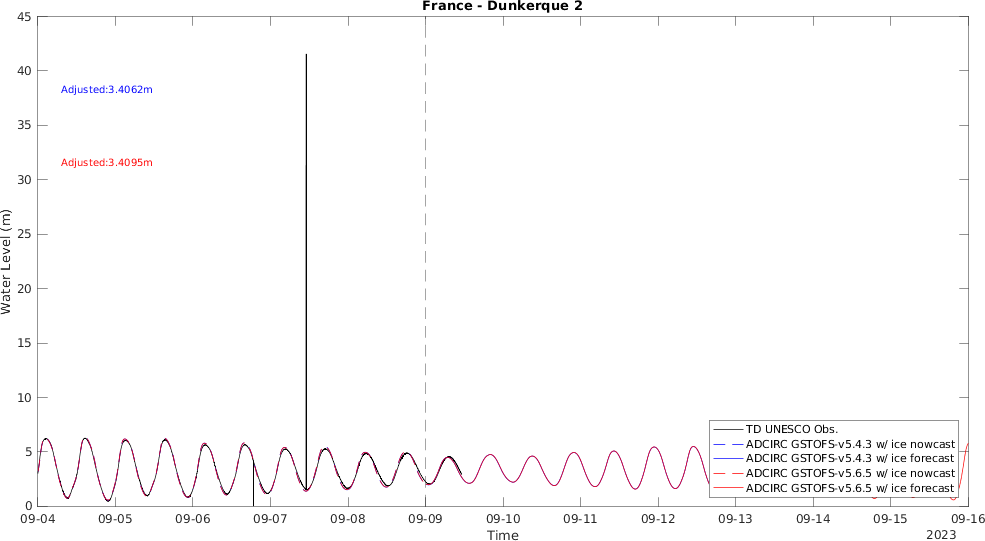 France - Dunkerque 2
45
40
35
30
25
20
15
10
5
0
Water Level (m)
Adjusted:3.4062m
Adjusted:3.4095m
TD UNESCO Obs.
ADCIRC GSTOFS-v5.4.3 w/ ice nowcast
ADCIRC GSTOFS-v5.4.3 w/ ice forecast
ADCIRC GSTOFS-v5.6.5 w/ ice nowcast
ADCIRC GSTOFS-v5.6.5 w/ ice forecast
09-04 09-05 09-06 09-07 09-08 09-09 09-10 09-11 09-12 09-13 09-14 09-15 09-16
Time
2023